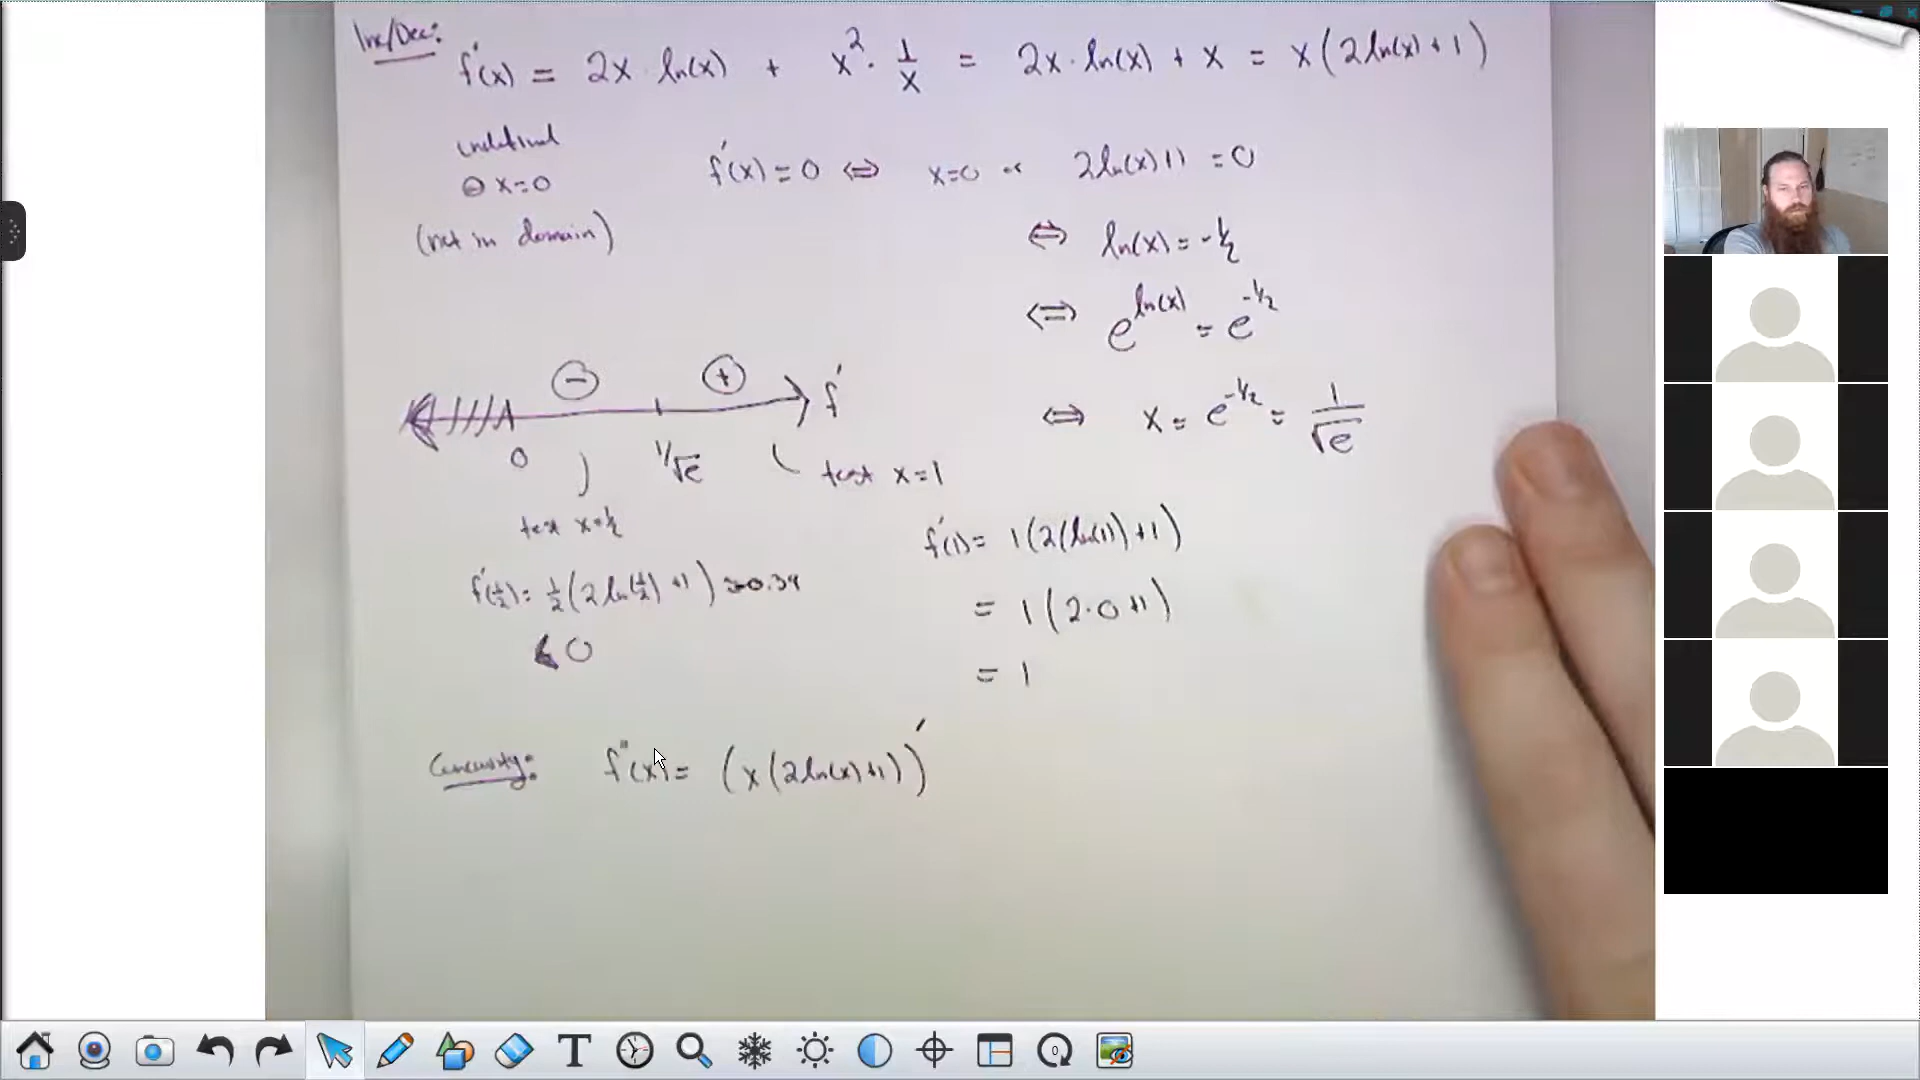 Inc/Dec:
f'(x) = 2x · ln(x) + x² · 1/x = 2x · ln(x) + x = x(2ln(x) + 1)
undefined
@ x=0
(not in domain)
f'(x) = 0 ⇔ x=0 or 2ln(x)+1 = 0
⇔ ln(x) = -1/2
⇔ e^ln(x) = e^-1/2
⇔ x = e^-1/2 = 1/√e
− + f'
0 1/√e
test x=1/2
test x=1
f'(1/2) = 1/2(2ln(1/2)+1) ≈ -0.39
< 0
f'(1) = 1(2(ln(1))+1)
= 1(2·0+1)
= 1
Concavity: f''(x) = (x(2ln(x)+1))'
T
0